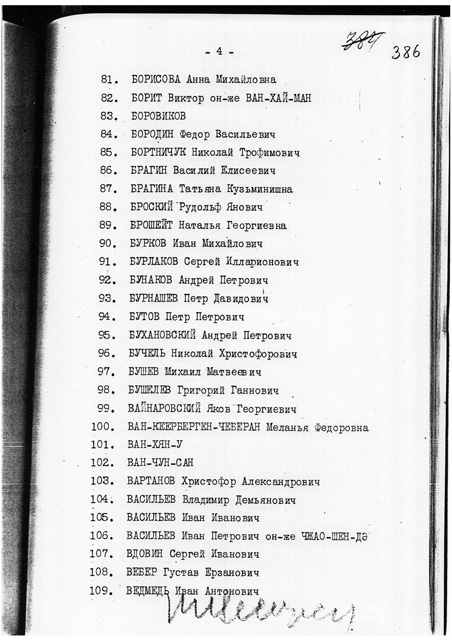 - 4 -
384
386
81. БОРИСОВА Анна Михайловна
82. БОРИТ Виктор он-же ВАН-ХАЙ-МАН
83. БОРОВИКОВ
84. БОРОДИН Федор Васильевич
85. БОРТНИЧУК Николай Трофимович
86. БРАГИН Василий Елисеевич
87. БРАГИНА Татьяна Кузьминишна
88. БРОСКИЙ Рудольф Янович
89. БРОШЕЙТ Наталья Георгиевна
90. БУРКОВ Иван Михайлович
91. БУРЛАКОВ Сергей Илларионович
92. БУНАКОВ Андрей Петрович
93. БУРНАШЕВ Петр Давидович
94. БУТОВ Петр Петрович
95. БУХАНОВСКИЙ Андрей Петрович
96. БУЧЕЛЬ Николай Христофорович
97. БУШЕВ Михаил Матвеевич
98. БУШЕЛЕВ Григорий Ганнович
99. ВАЙНАРОВСКИЙ Яков Георгиевич
100. ВАН-КЕЕРБЕРГЕН-ЧЕБЕРАН Меланья Федоровна
101. ВАН-ХЯН-У
102. ВАН-ЧУН-САН
103. ВАРТАНОВ Христофор Александрович
104. ВАСИЛЬЕВ Владимир Демьянович
105. ВАСИЛЬЕВ Иван Иванович
106. ВАСИЛЬЕВ Иван Петрович он-же ЧЖАО-ШЕН-ДЭ
107. ВДОВИН Сергей Иванович
108. ВЕБЕР Густав Ерзанович
109. ВЕДМЕДЬ Иван Антонович